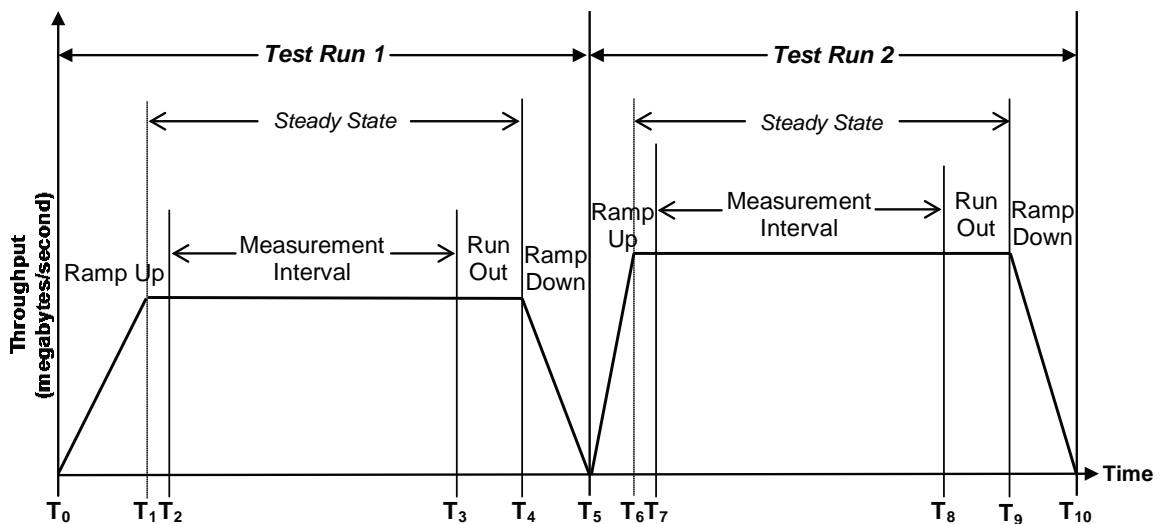 Test Run 1
Test Run 2
Steady State
Steady State
Ramp Up
Measurement Interval
Run Out
Ramp Down
Ramp Up
Measurement Interval
Run Out
Ramp Down
Throughput
(megabytes/second)
Time
T0 T1 T2 T3 T4 T5 T6 T7 T8 T9 T10